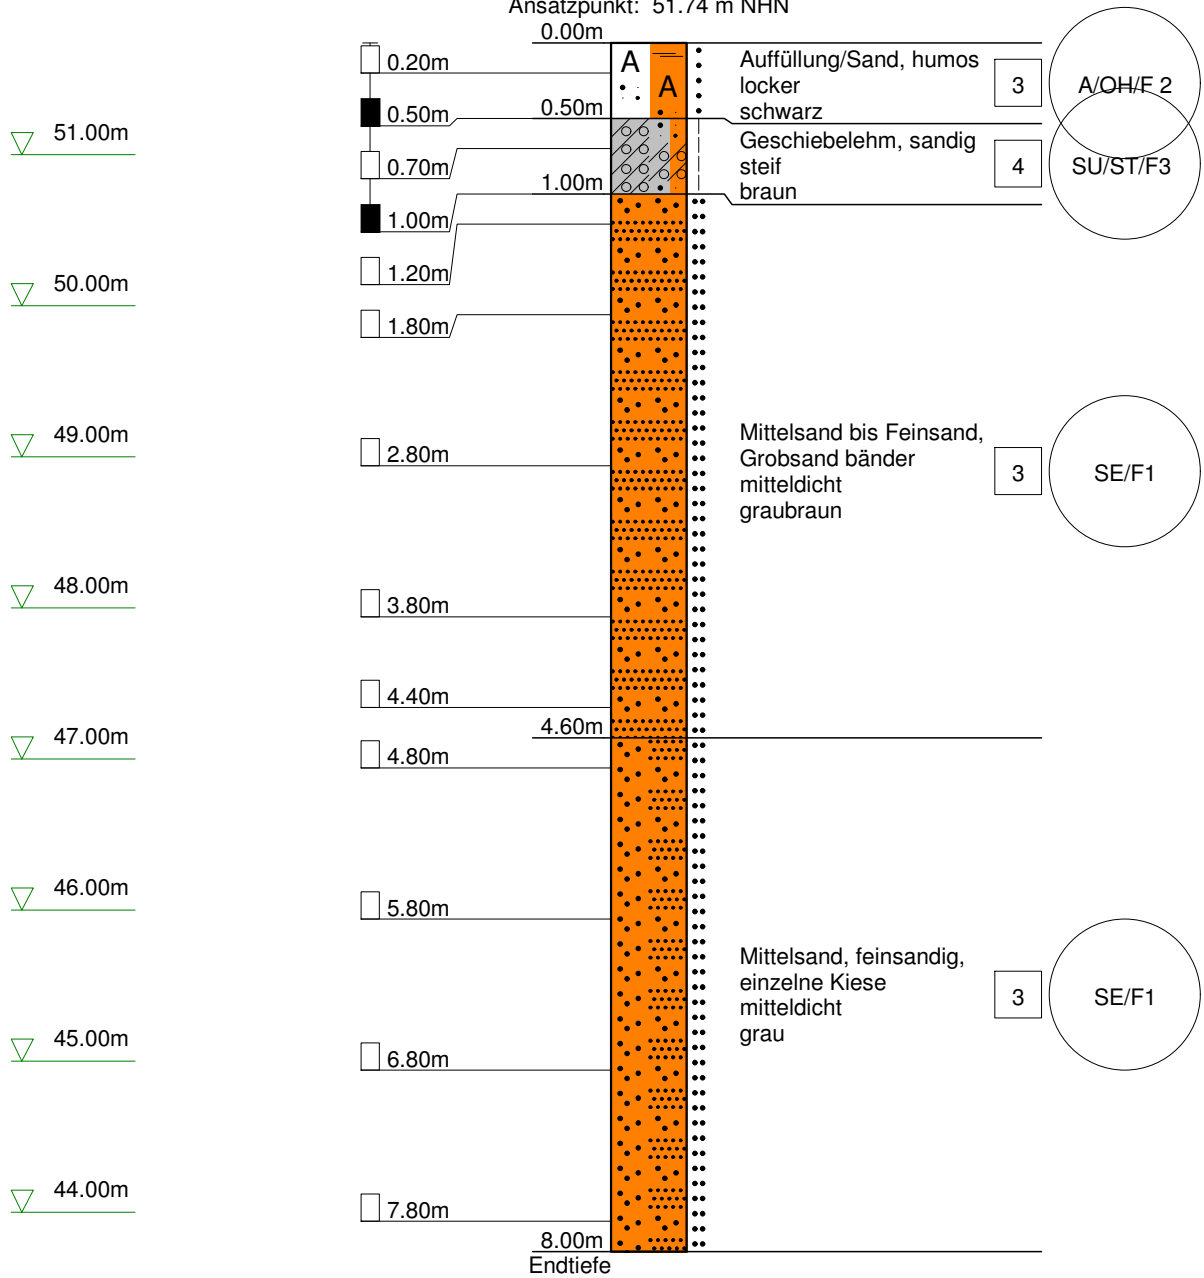 Ansatzpunkt: 51.74 m NHN
0.00m
0.20m
A
A
Auffüllung/Sand, humos
locker
schwarz
3
A/OH/F 2
0.50m
0.50m
51.00m
Geschiebelehm, sandig
steif
braun
4
SU/ST/F3
0.70m
1.00m
1.00m
1.20m
50.00m
1.80m
49.00m
2.80m
Mittelsand bis Feinsand,
Grobsand bänder
mitteldicht
graubraun
3
SE/F1
48.00m
3.80m
4.40m
4.60m
47.00m
4.80m
46.00m
5.80m
Mittelsand, feinsandig,
einzelne Kiese
mitteldicht
grau
3
SE/F1
45.00m
6.80m
44.00m
7.80m
8.00m
Endtiefe